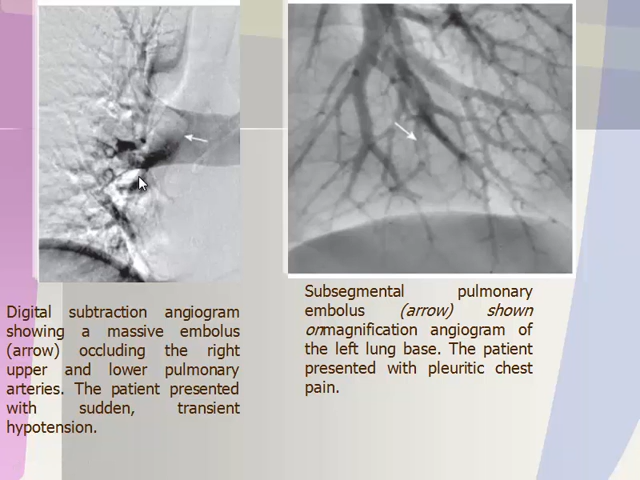 Digital subtraction angiogram
showing a massive embolus
(arrow) occluding the right
upper and lower pulmonary
arteries. The patient presented
with sudden, transient
hypotension.
Subsegmental pulmonary
embolus (arrow) shown
onmagnification angiogram of
the left lung base. The patient
presented with pleuritic chest
pain.